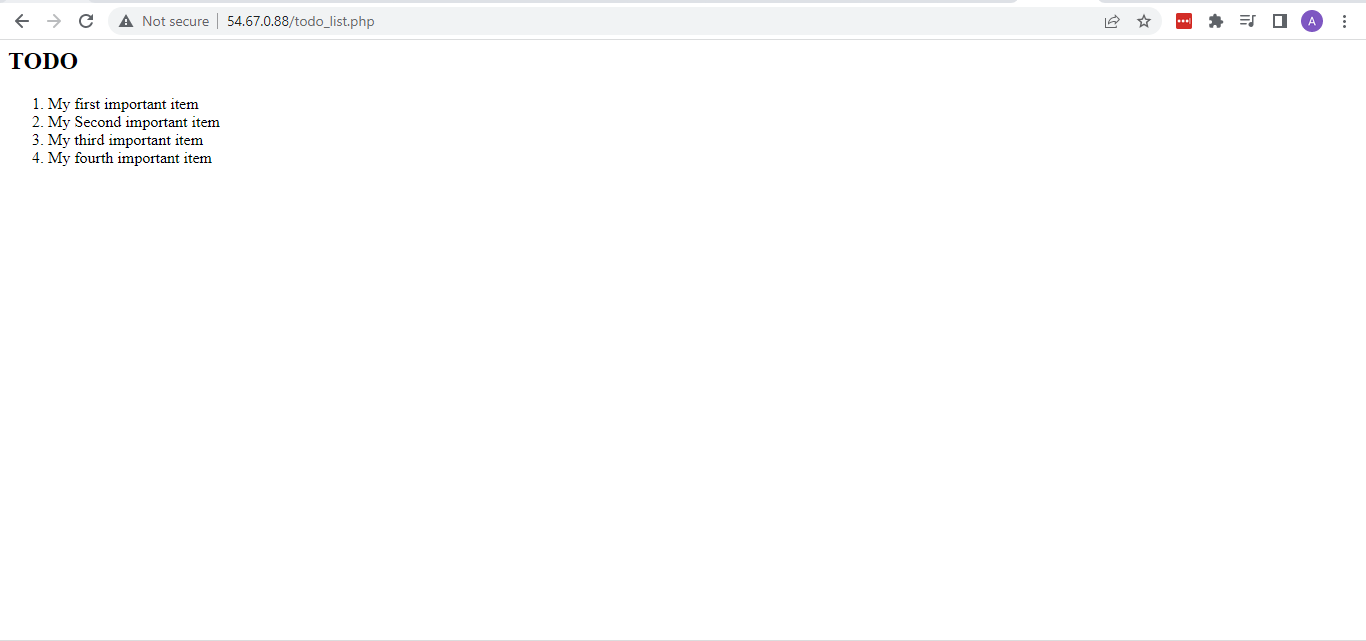 Not secure 54.67.0.88/todo_list.php
A
TODO
1. My first important item
2. My Second important item
3. My third important item
4. My fourth important item